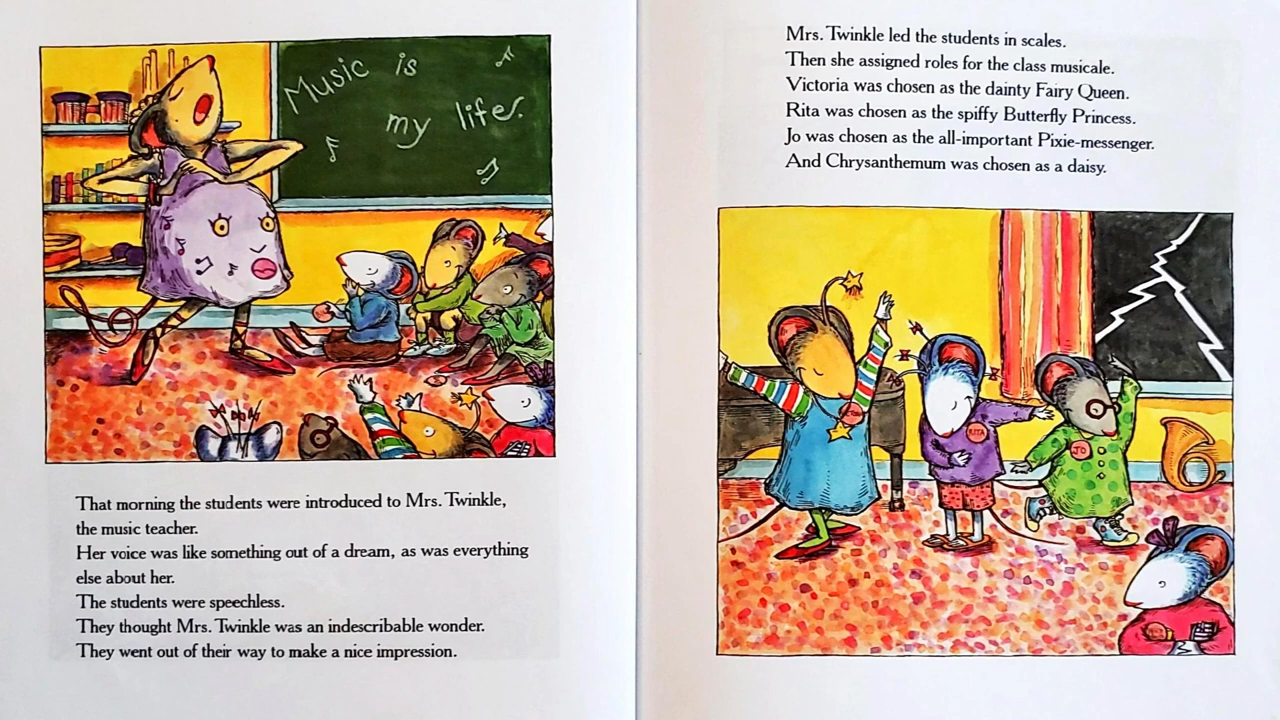 Music is
my life.
That morning the students were introduced to Mrs. Twinkle,
the music teacher.
Her voice was like something out of a dream, as was everything
else about her.
The students were speechless.
They thought Mrs. Twinkle was an indescribable wonder.
They went out of their way to make a nice impression.
Mrs. Twinkle led the students in scales.
Then she assigned roles for the class musicale.
Victoria was chosen as the dainty Fairy Queen.
Rita was chosen as the spiffy Butterfly Princess.
Jo was chosen as the all-important Pixie-messenger.
And Chrysanthemum was chosen as a daisy.
RITA
JO